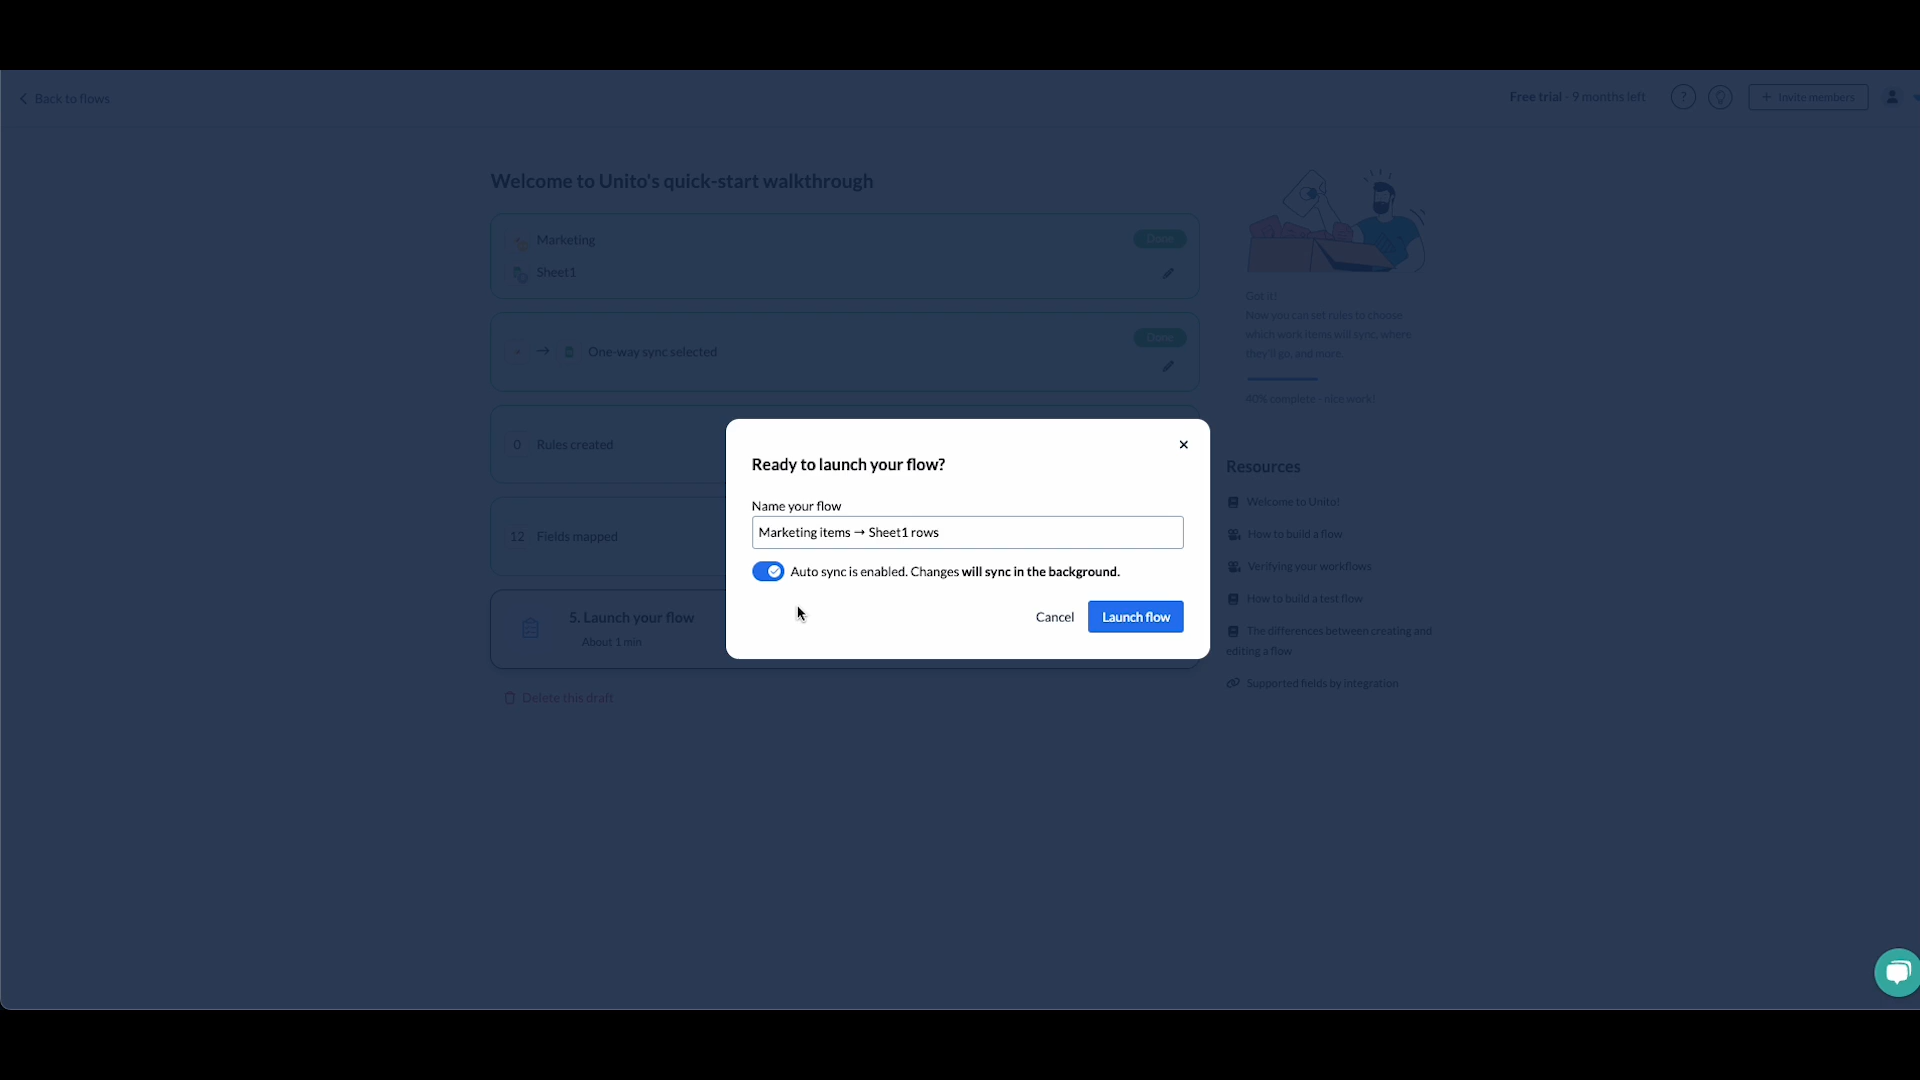 Back to flows
Free trial - 9 months left
?
+ Invite members
Welcome to Unito's quick-start walkthrough
Marketing
Done
Sheet1
Got it!
Now you can set rules to choose
which work items will sync, where
they'll go, and more.
→ One-way sync selected
Done
40% complete - nice work!
0 Rules created
Ready to launch your flow?
Name your flow
Marketing items → Sheet1 rows
Auto sync is enabled. Changes will sync in the background.
Cancel
Launch flow
12 Fields mapped
5. Launch your flow
About 1 min
Delete this draft
Resources
Welcome to Unito!
How to build a flow
Verifying your workflows
How to build a test flow
The differences between creating and
editing a flow
Supported fields by integration